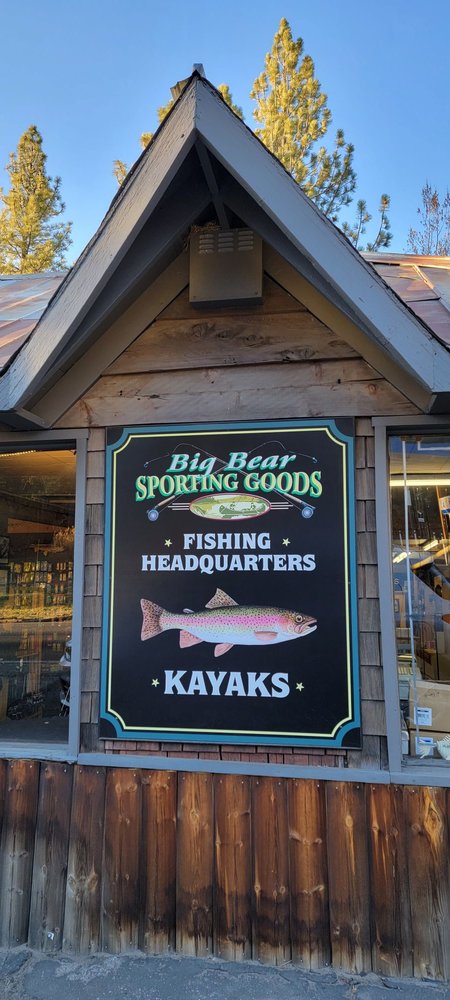 Big Bear
SPORTING GOODS
FISHING
HEADQUARTERS
KAYAKS